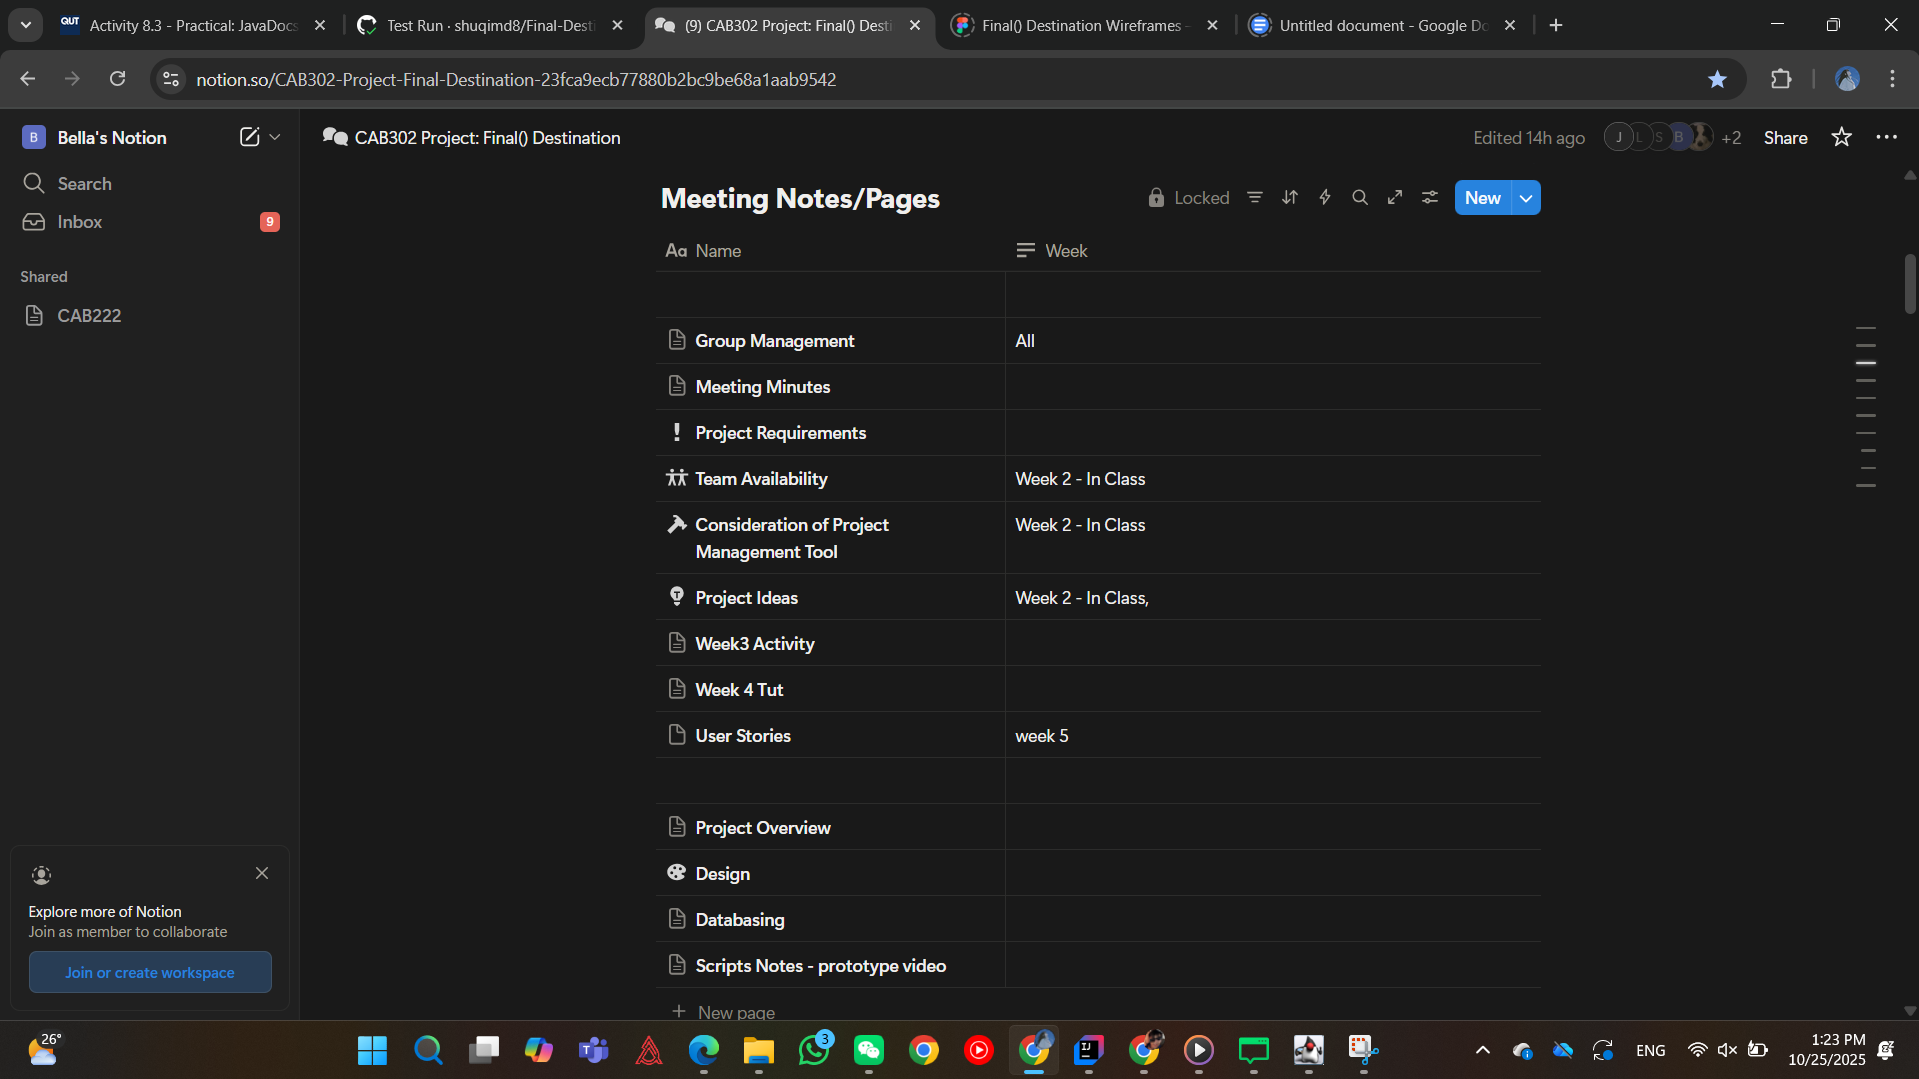 Activity 8.3 - Practical: JavaDocs
Test Run · shuqimd8/Final-Desti
(9) CAB302 Project: Final() Desti
Final() Destination Wireframes -
Untitled document - Google Do
notion.so/CAB302-Project-Final-Destination-23fca9ecb77880b2bc9be68a1aab9542
B Bella's Notion
CAB302 Project: Final() Destination
Edited 14h ago
J L S B +2
Share
Search
Inbox 9
Shared
CAB222
Meeting Notes/Pages
Locked
New
Aa Name
Week
Group Management
All
Meeting Minutes
Project Requirements
Team Availability
Week 2 - In Class
Consideration of Project
Management Tool
Week 2 - In Class
Project Ideas
Week 2 - In Class,
Week3 Activity
Week 4 Tut
User Stories
week 5
Project Overview
Design
Databasing
Scripts Notes - prototype video
New page
Explore more of Notion
Join as member to collaborate
Join or create workspace
26°
3
ENG
1:23 PM
10/25/2025